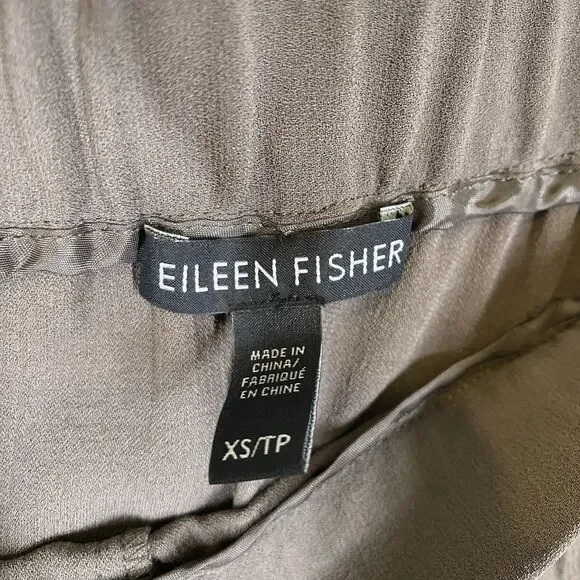 EILEEN FISHER
MADE IN
CHINA/
FABRIQUÉ
EN CHINE
XS/TP